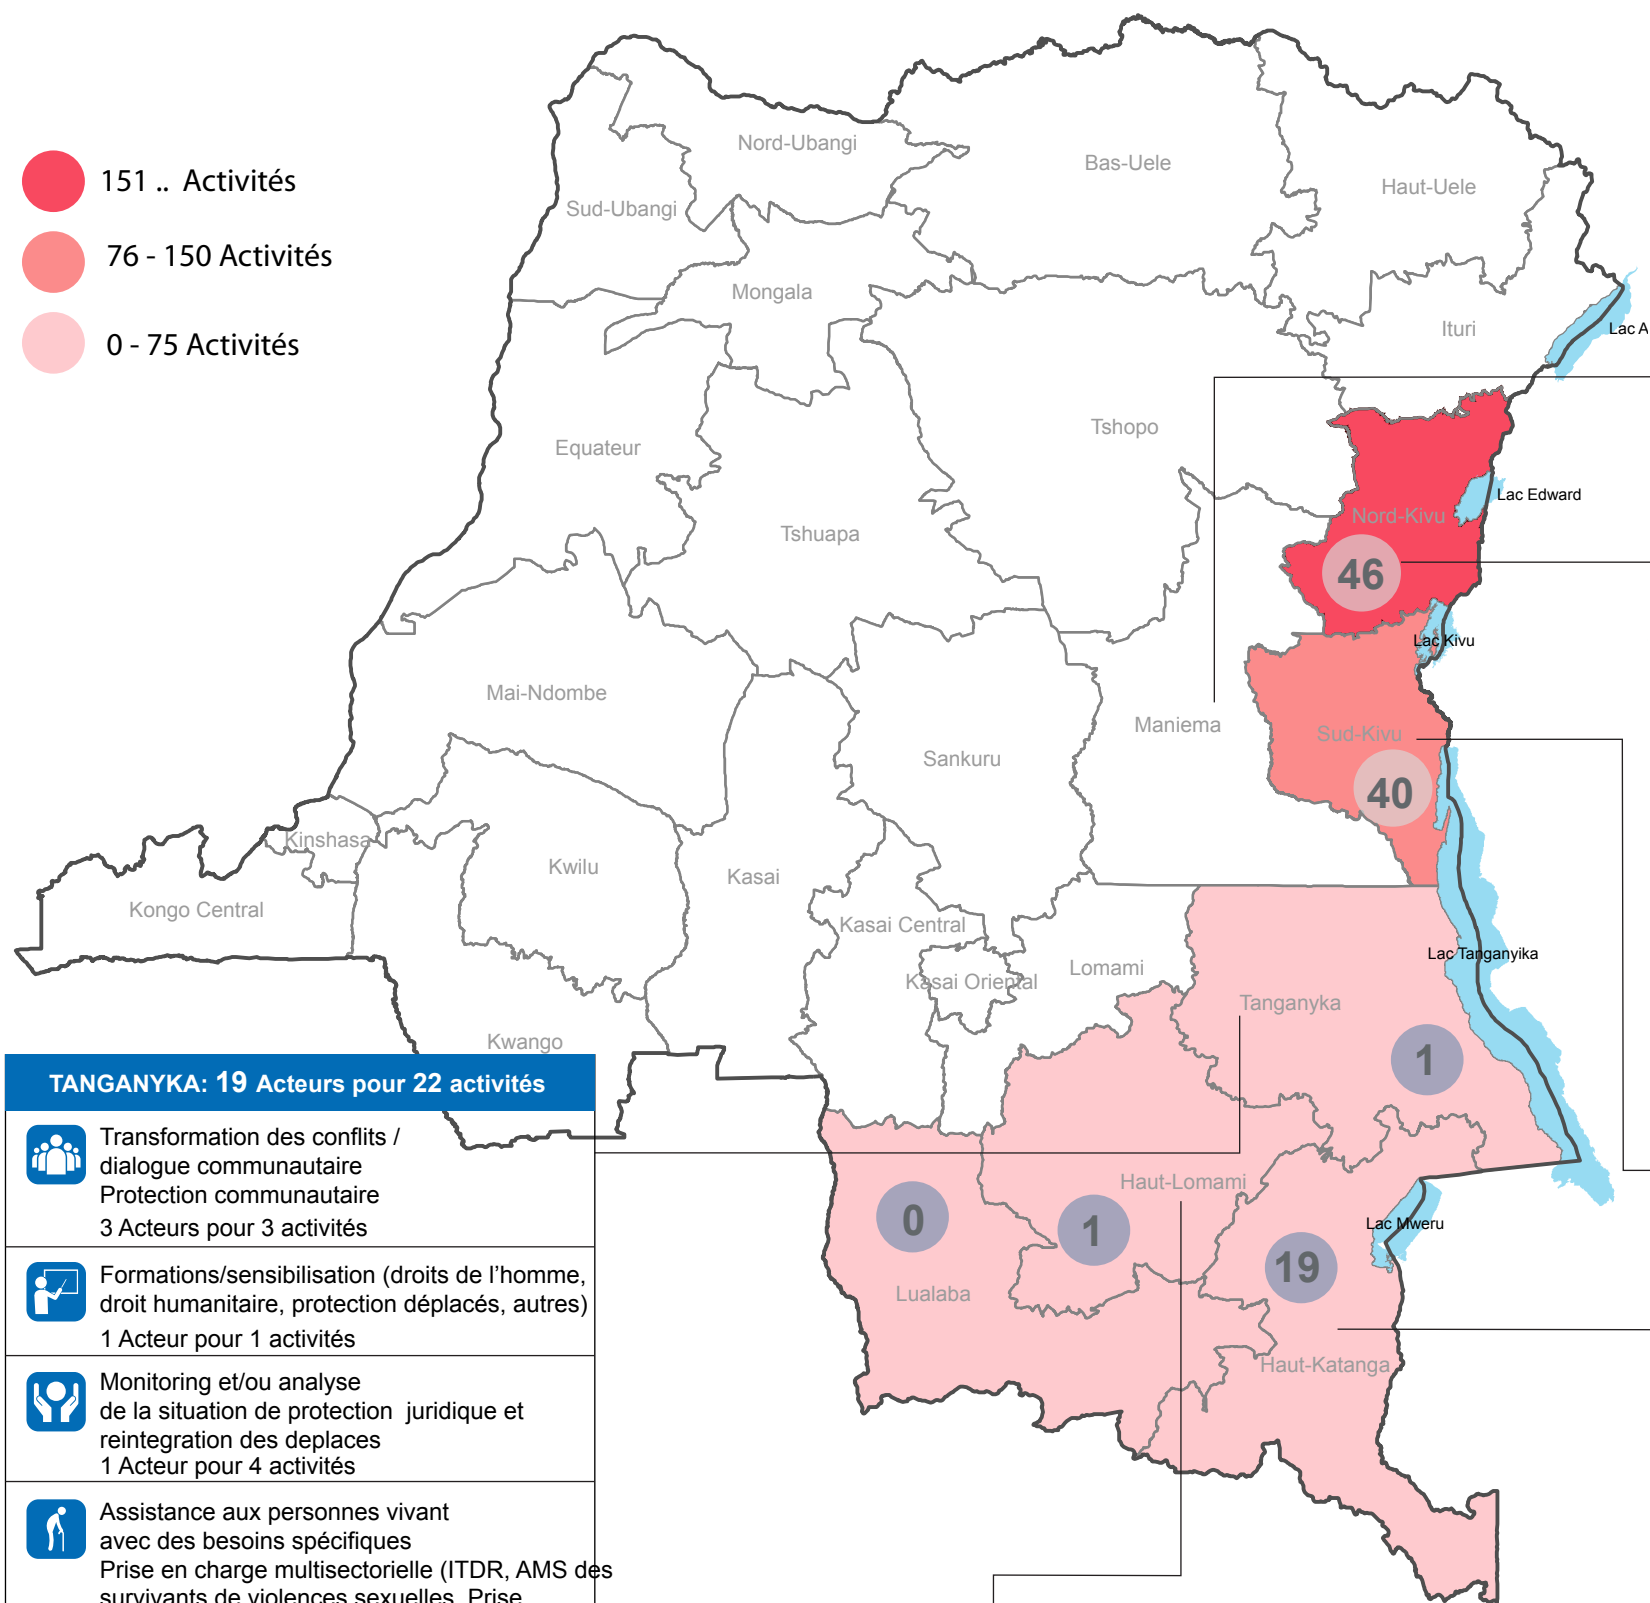 151 .. Activités
76 - 150 Activités
0 - 75 Activités
Nord-Ubangi
Bas-Uele
Haut-Uele
Sud-Ubangi
Mongala
Ituri
Lac A
Equateur
Tshopo
Lac Edward
Nord-Kivu
Tshuapa
46
Lac Kivu
Mai-Ndombe
Maniema
Sud-Kivu
Sankuru
40
Kinshasa
Kwilu
Kasai
Kongo Central
Kasai Central
Lac Tanganyika
Lomami
Kasai Oriental
Tanganyka
Kwango
1
TANGANYKA: 19 Acteurs pour 22 activités
Transformation des conflits /
dialogue communautaire
Protection communautaire
3 Acteurs pour 3 activités
Formations/sensibilisation (droits de l’homme,
droit humanitaire, protection déplacés, autres)
1 Acteur pour 1 activités
Monitoring et/ou analyse
de la situation de protection juridique et
reintegration des deplaces
1 Acteur pour 4 activités
Assistance aux personnes vivant
avec des besoins spécifiques
Prise en charge multisectorielle (ITDR, AMS des
survivants de violences sexuelles, Prise
Haut-Lomami
0
1
Lac Mweru
19
Lualaba
Haut-Katanga